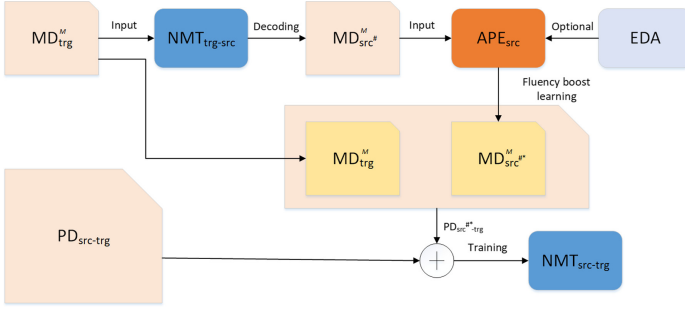 MD^M_trg
Input
NMT_trg-src
Decoding
MD^M_src^#
Input
APE_src
Optional
EDA
Fluency boost
learning
MD^M_trg
MD^M_src^#*
PD_src-trg
PD_src^#*-trg
+
Training
NMT_src-trg